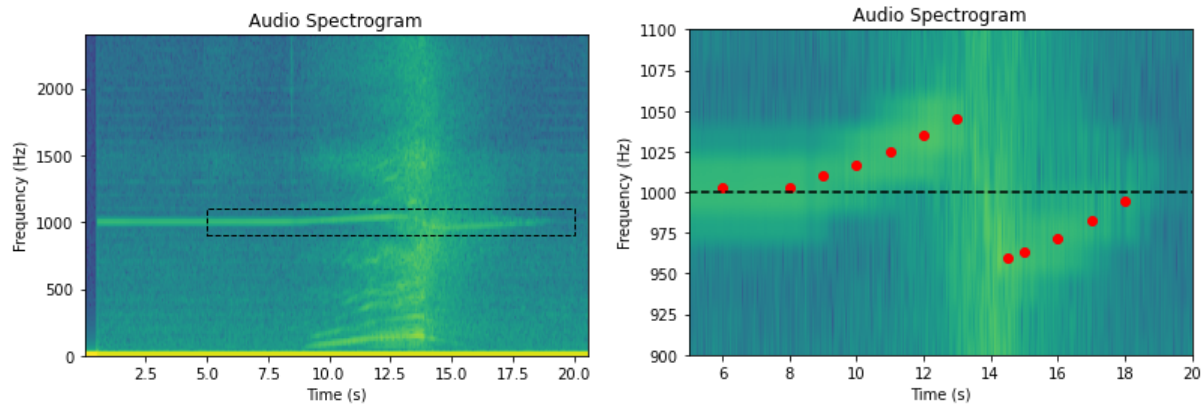 Audio Spectrogram
Frequency (Hz)
2000
1500
1000
500
0
2.5 5.0 7.5 10.0 12.5 15.0 17.5 20.0
Time (s)
Audio Spectrogram
Frequency (Hz)
1100
1075
1050
1025
1000
975
950
925
900
6 8 10 12 14 16 18 20
Time (s)